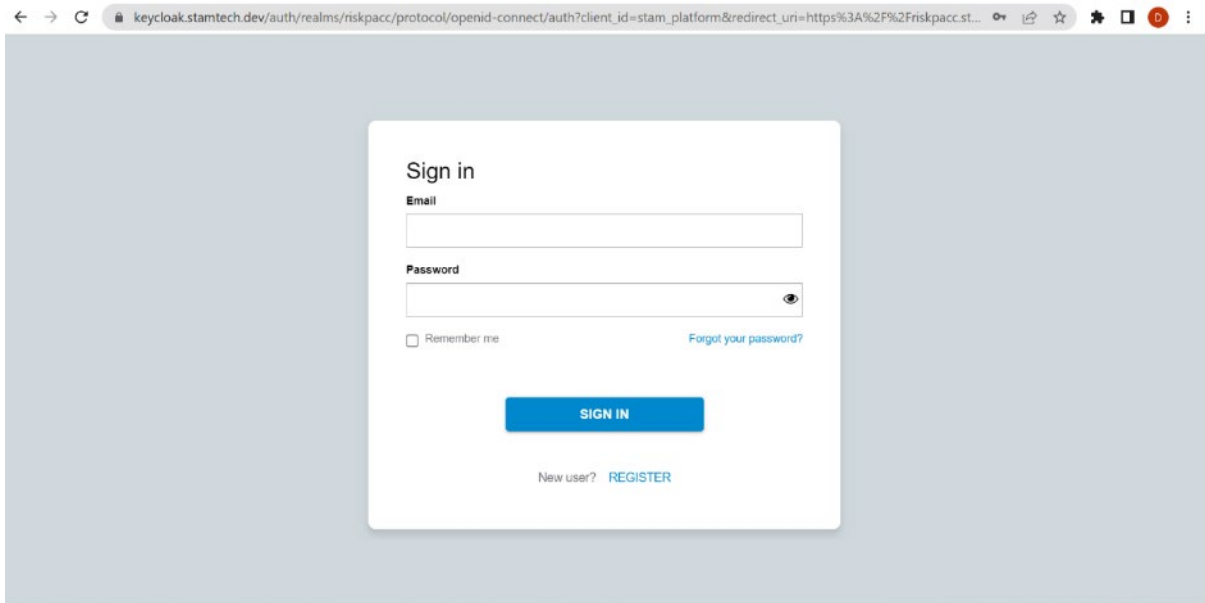 keycloak.stamtech.dev/auth/realms/riskpacc/protocol/openid-connect/auth?client_id=stam_platform&redirect_uri=https%3A%2F%2Friskpacc.st...
D
Sign in
Email
Password
Remember me Forgot your password?
SIGN IN
New user? REGISTER